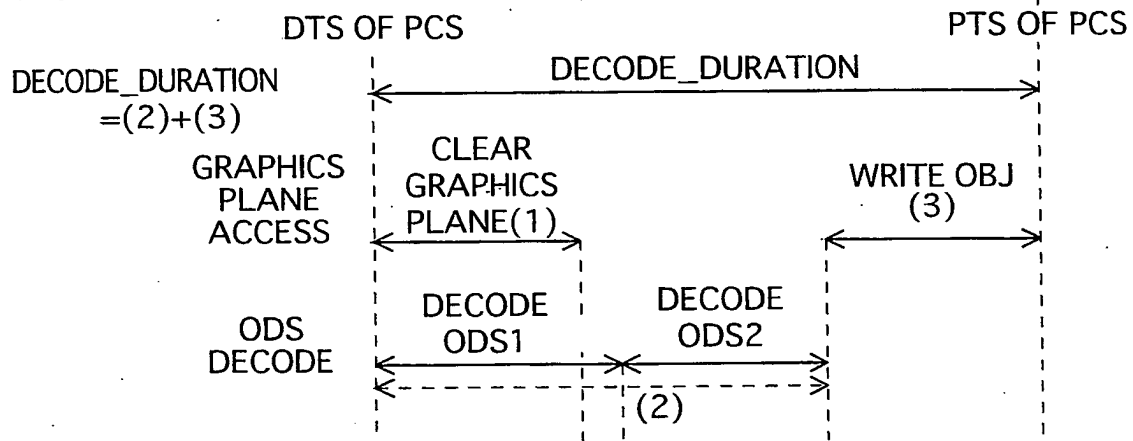 DTS OF PCS
PTS OF PCS
DECODE_DURATION
=(2)+(3)
DECODE_DURATION
GRAPHICS
PLANE
ACCESS
CLEAR
GRAPHICS
PLANE(1)
WRITE OBJ
(3)
ODS
DECODE
DECODE
ODS1
DECODE
ODS2
(2)